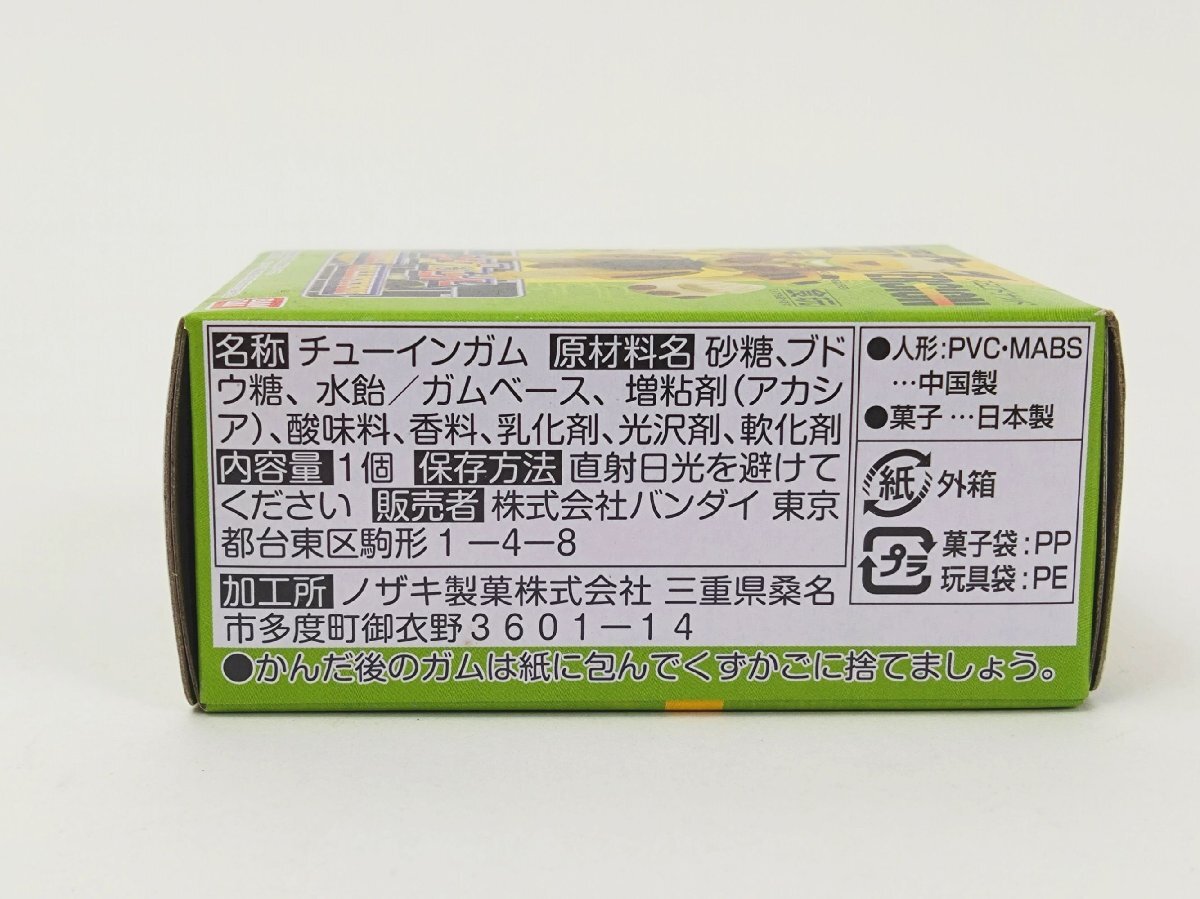 名称 チューインガム 原材料名 砂糖、ブド
ウ糖、水飴／ガムベース、増粘剤(アカシ
ア)、酸味料、香料、乳化剤、光沢剤、軟化剤
内容量 1個 保存方法 直射日光を避けて
ください 販売者 株式会社バンダイ 東京
都台東区駒形1－4－8
加工所 ノザキ製菓株式会社 三重県桑名
市多度町御衣野3601－14
●かんだ後のガムは紙に包んでくずかごに捨てましょう。
●人形:PVC・MABS
…中国製
●菓子…日本製
紙 外箱
プラ 菓子袋:PP
玩具袋:PE